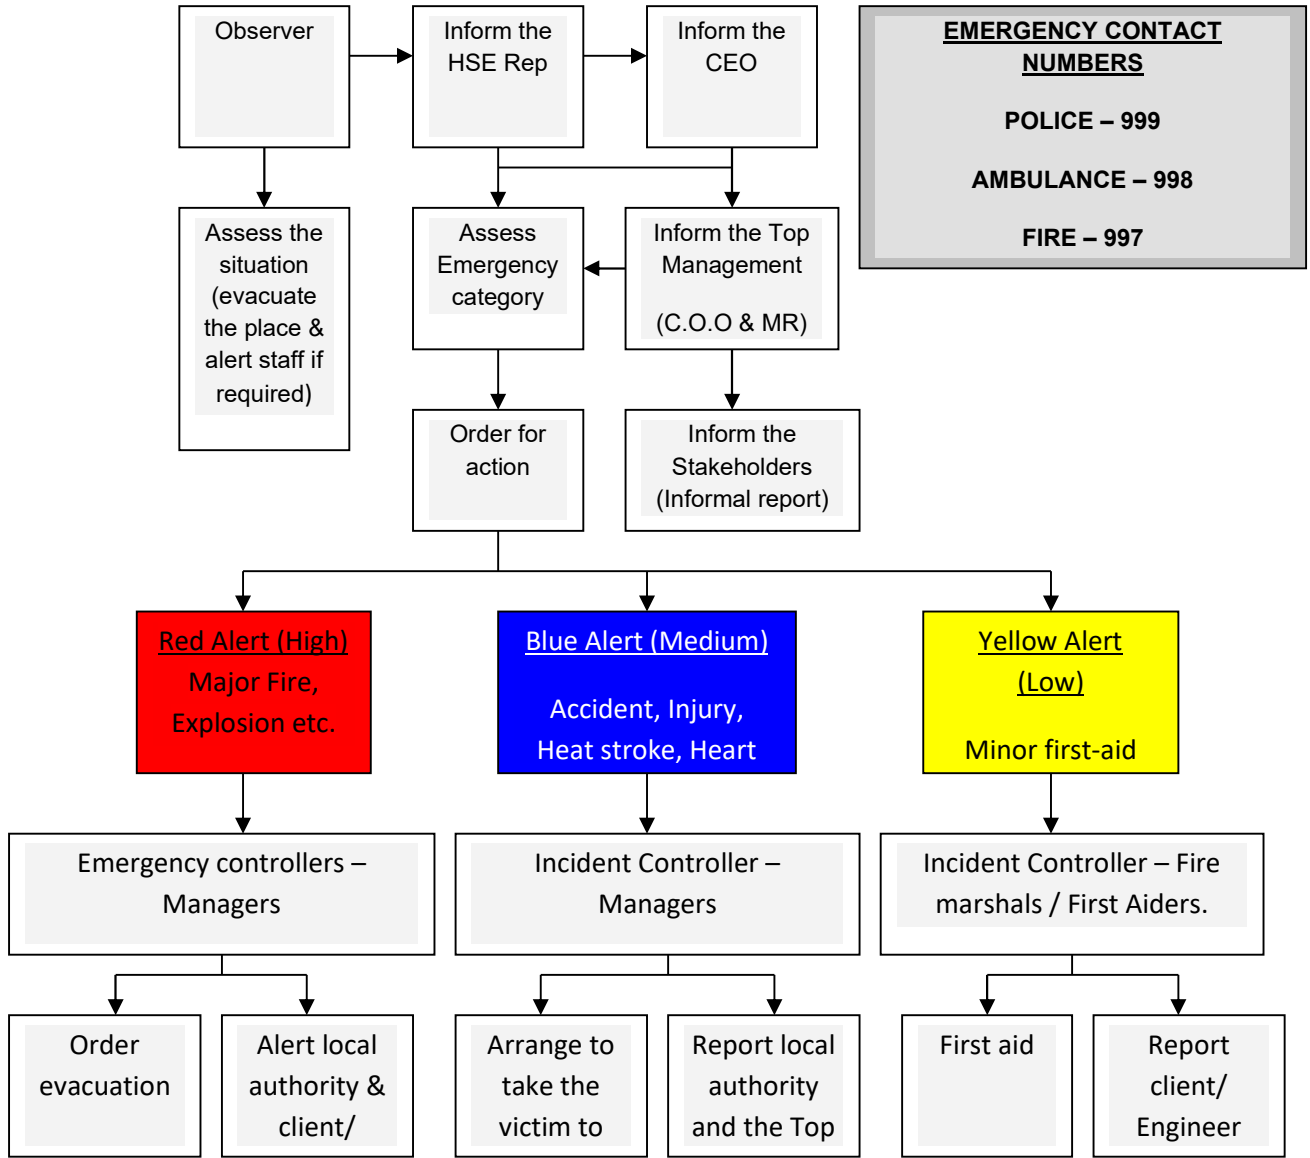 Observer
Inform the
HSE Rep
Inform the
CEO
EMERGENCY CONTACT
NUMBERS
POLICE – 999
AMBULANCE – 998
FIRE – 997
Assess the
situation
(evacuate
the place &
alert staff if
required)
Assess
Emergency
category
Inform the Top
Management
(C.O.O & MR)
Order for
action
Inform the
Stakeholders
(Informal report)
Red Alert (High)
Major Fire,
Explosion etc.
Blue Alert (Medium)
Accident, Injury,
Heat stroke, Heart
Yellow Alert
(Low)
Minor first-aid
Emergency controllers –
Managers
Incident Controller –
Managers
Incident Controller – Fire
marshals / First Aiders.
Order
evacuation
Alert local
authority &
client/
Arrange to
take the
victim to
Report local
authority
and the Top
First aid
Report
client/
Engineer